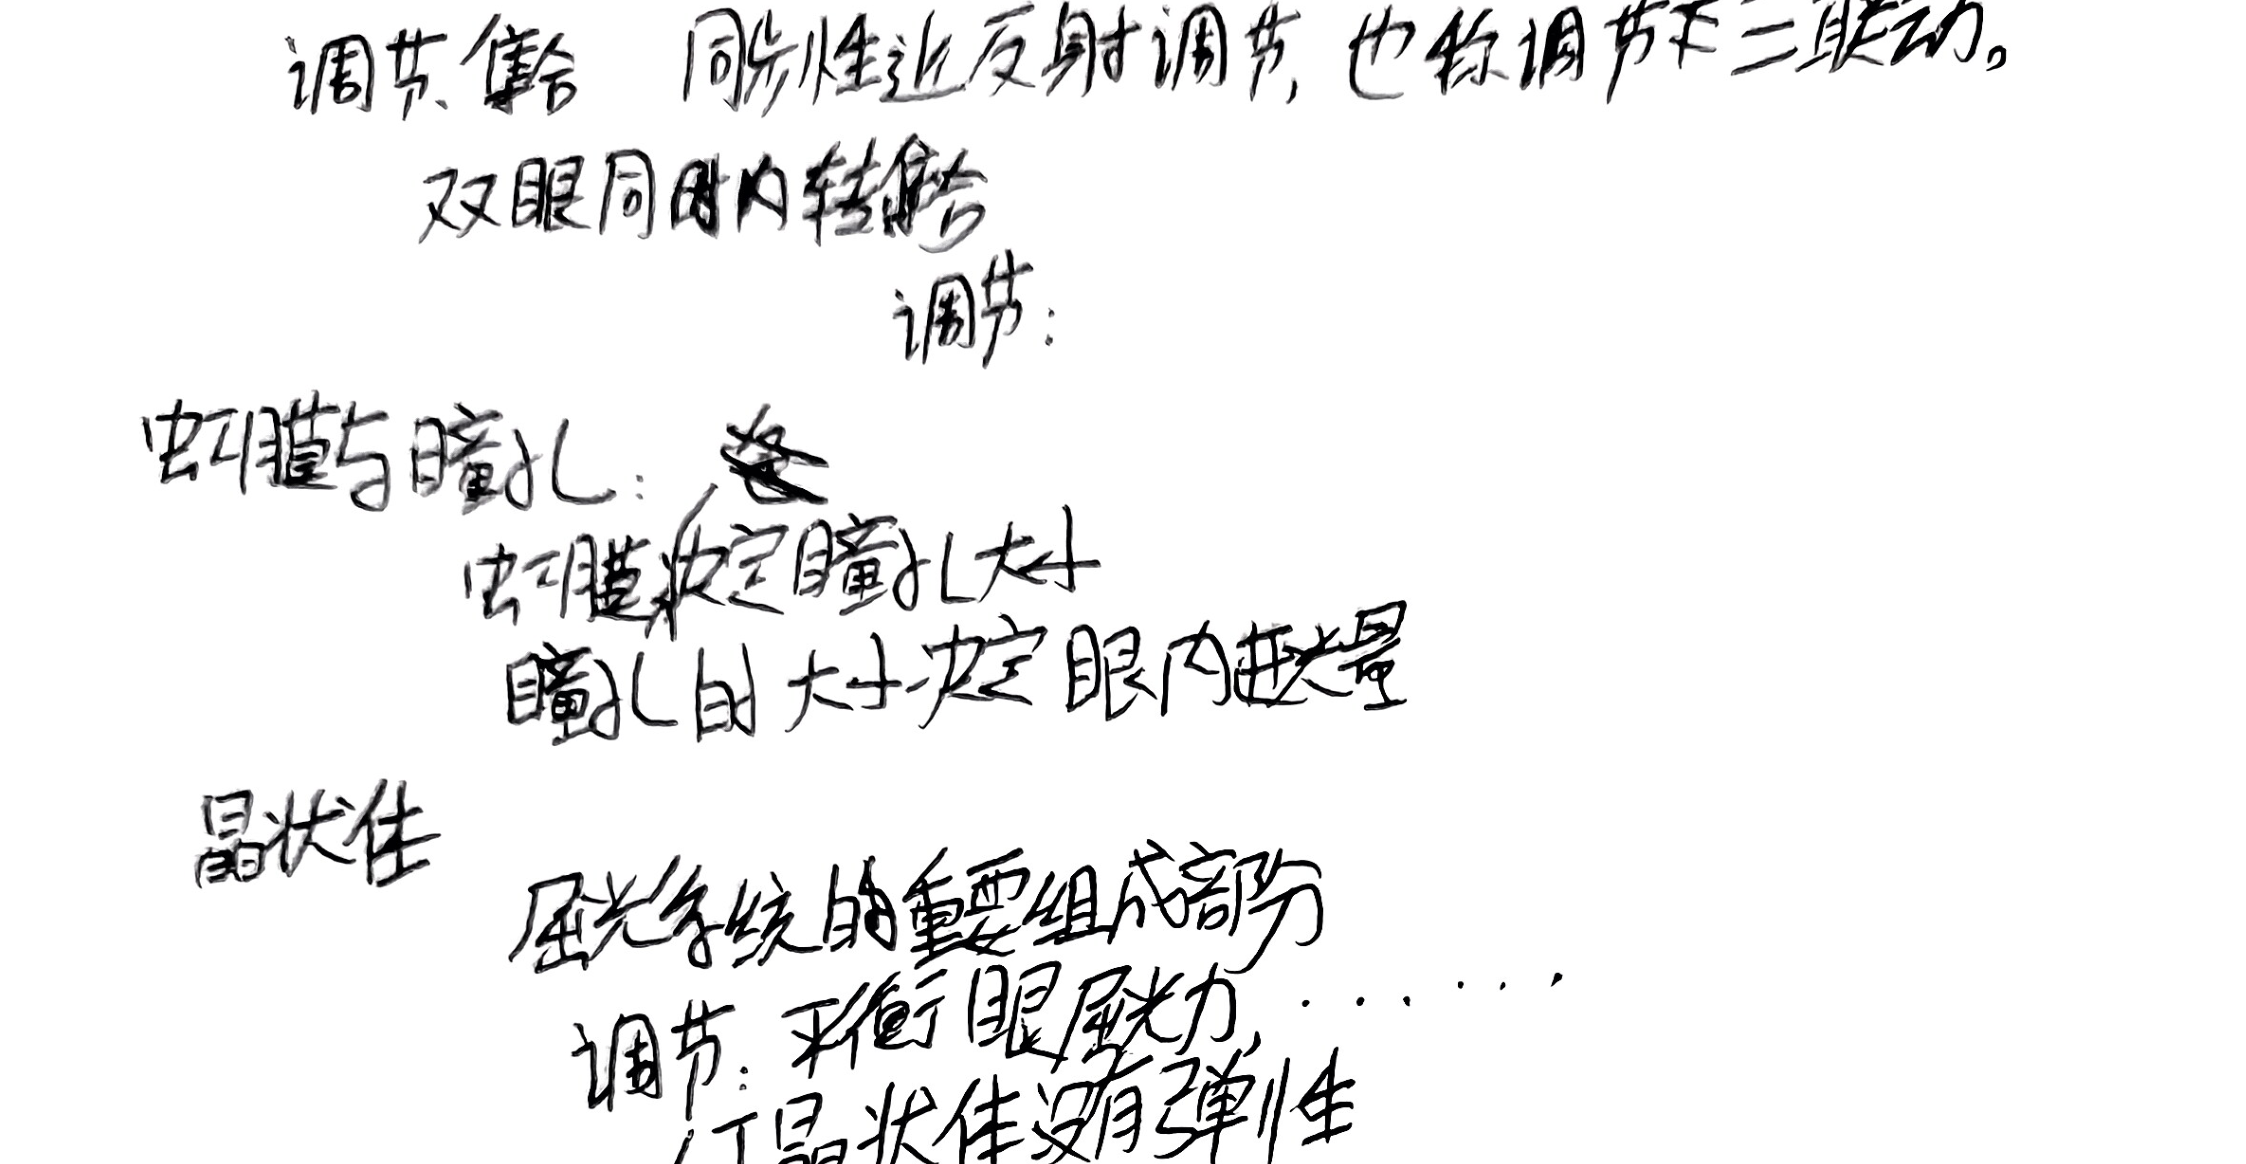 调节、集合 同步性近反射调节,也称调节下三联动。
双眼同时内转集合
调节:
虹膜与瞳孔:
虹膜决定瞳孔大小
瞳孔的大小决定眼内进光量
晶状体
屈光系统的重要组成部分
调节:平衡眼屈光力,.......
晶状体没有弹性